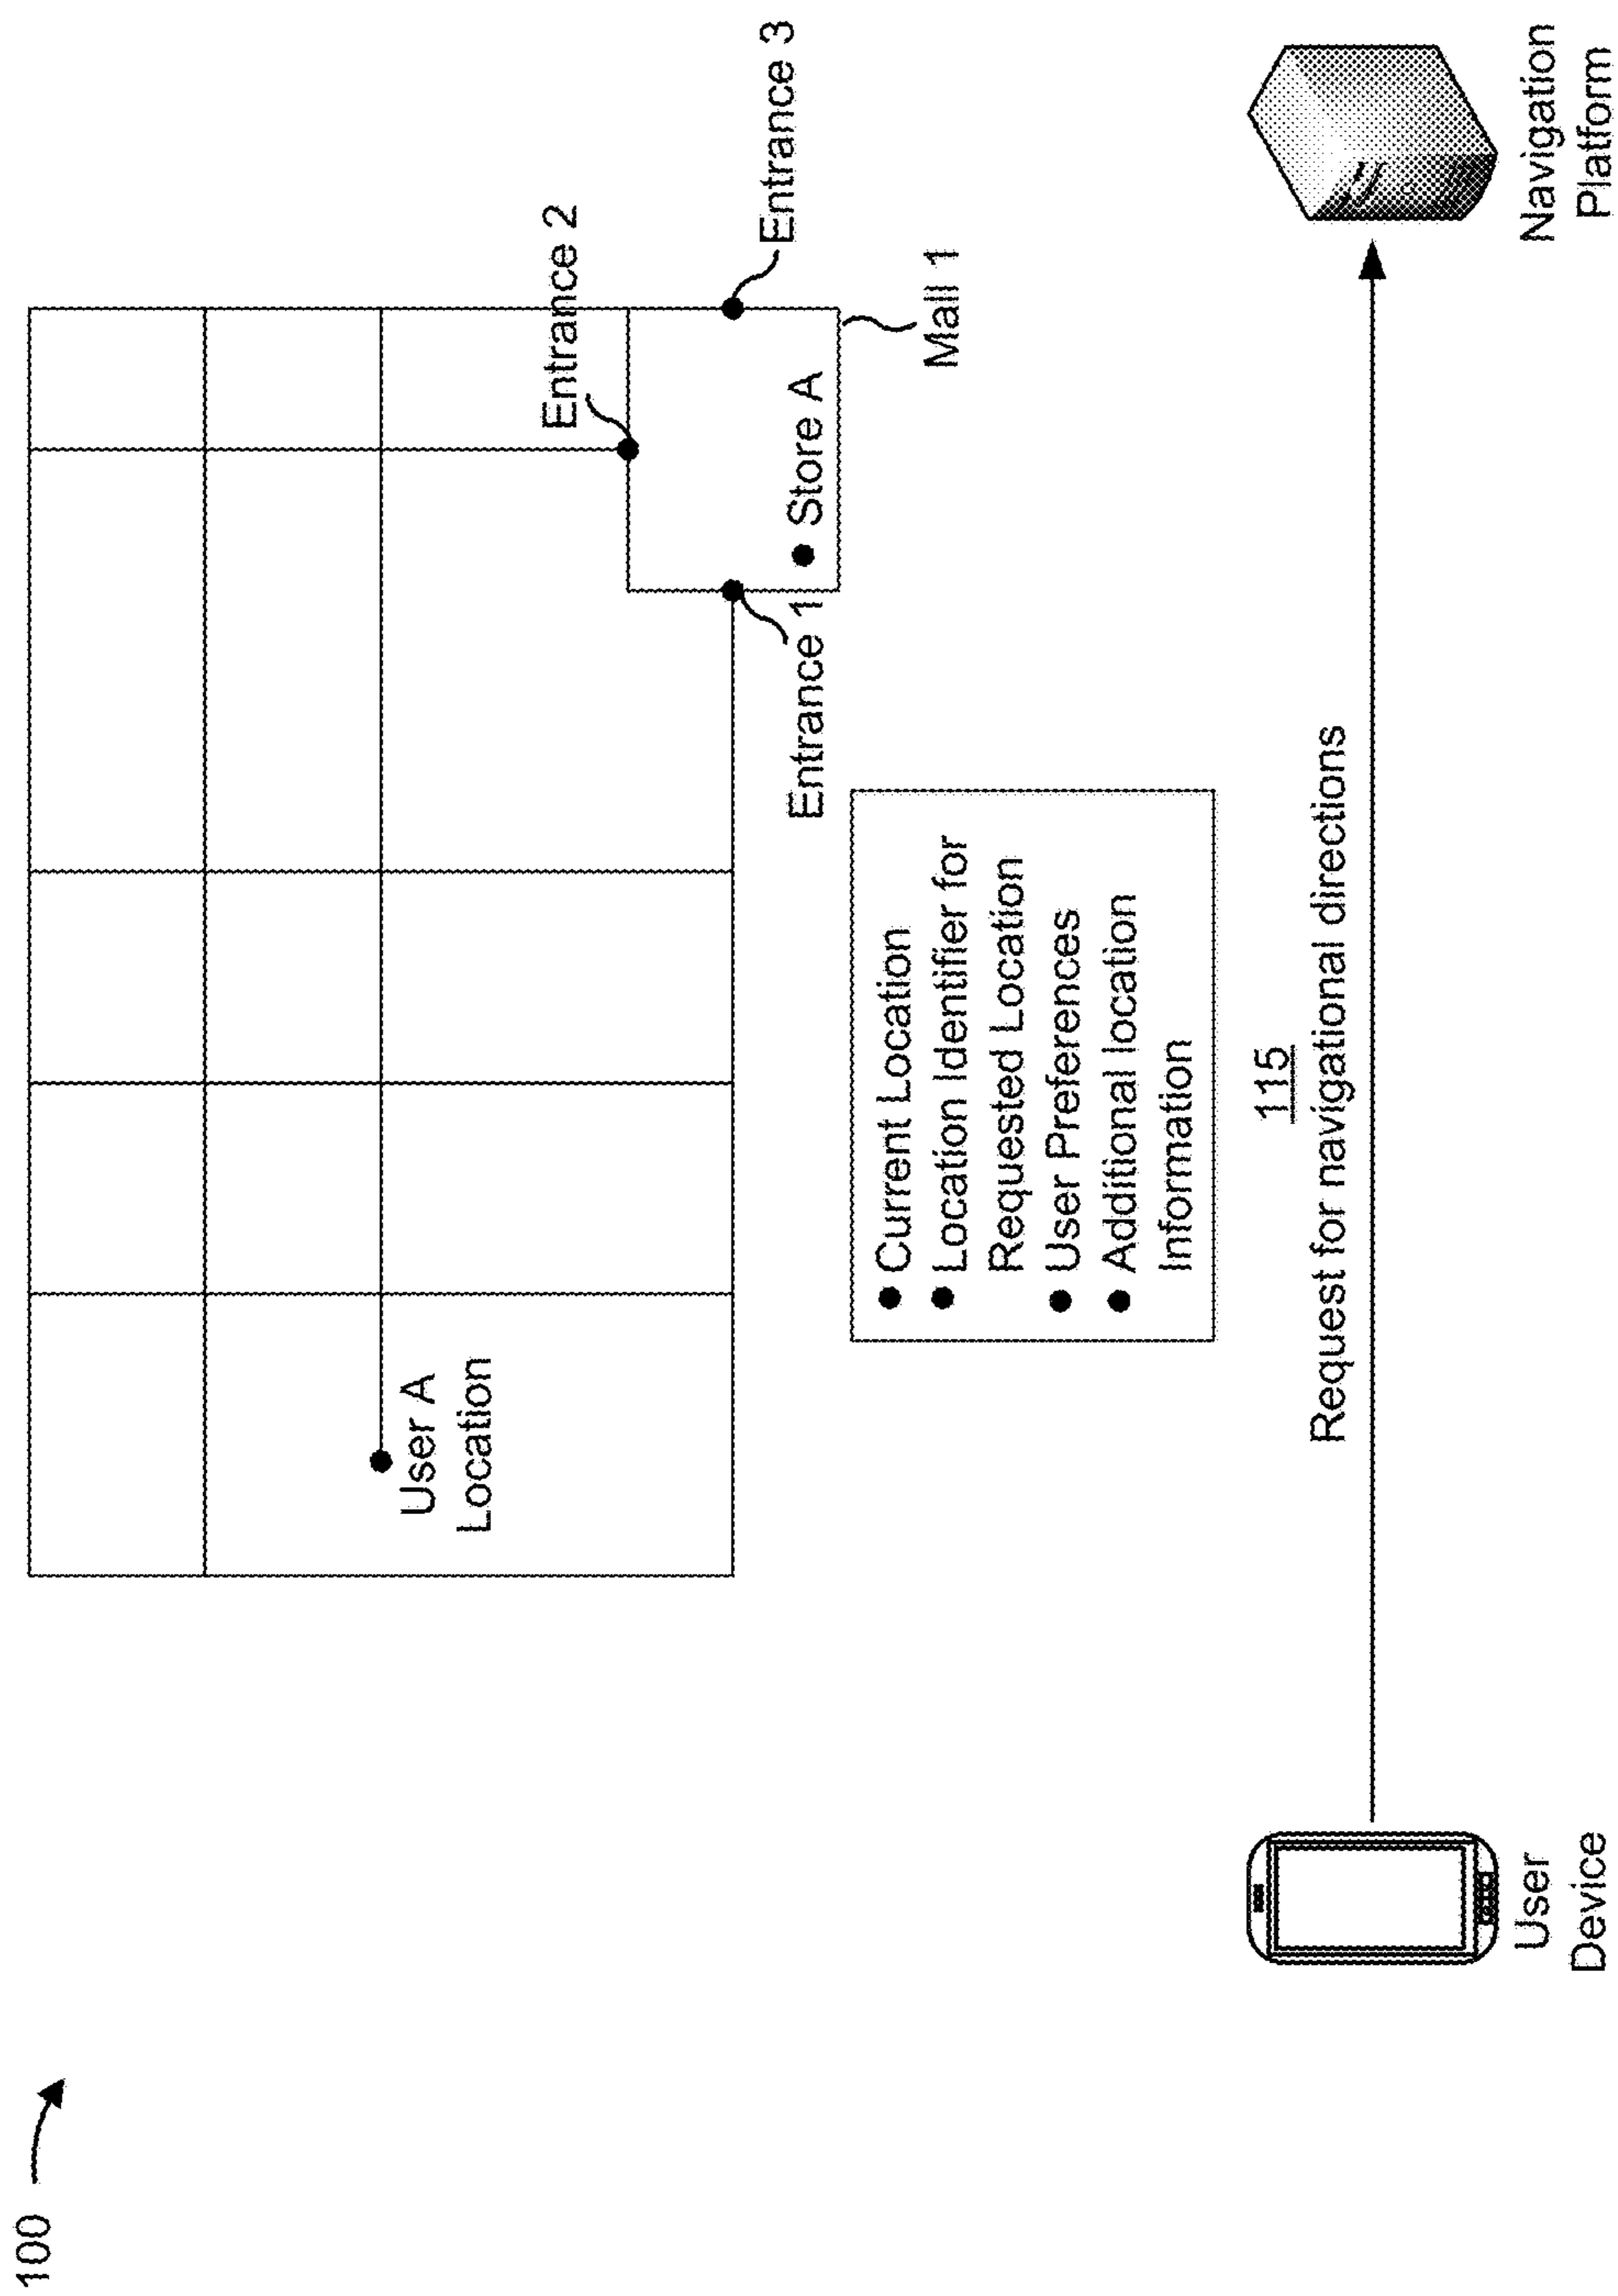 100
User A
Location
Entrance 2
Entrance 3
Entrance 1
Store A
Mall 1
● Current Location
● Location Identifier for
Requested Location
● User Preferences
● Additional location
Information
115
Request for navigational directions
User
Device
Navigation
Platform